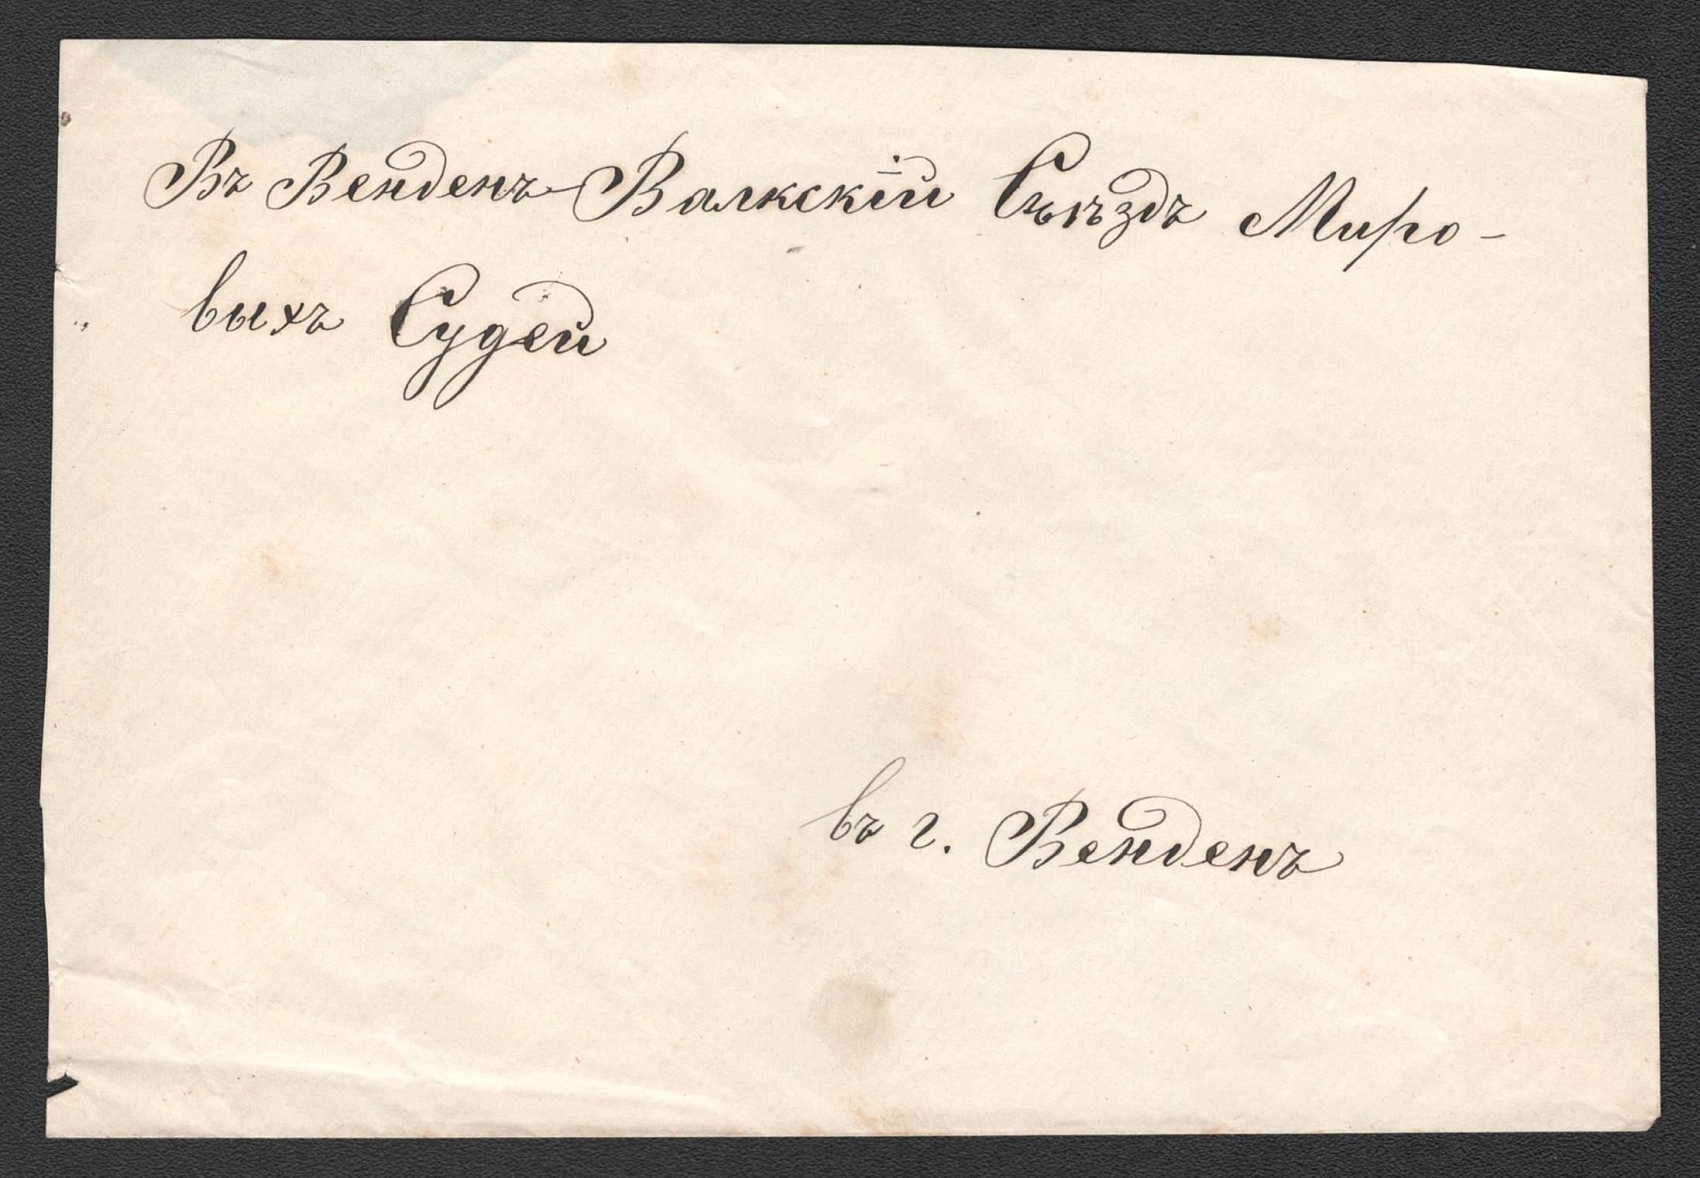 Въ Венденъ-Валкскій Съѣздъ Миро-
выхъ Судей
въ г. Венденъ